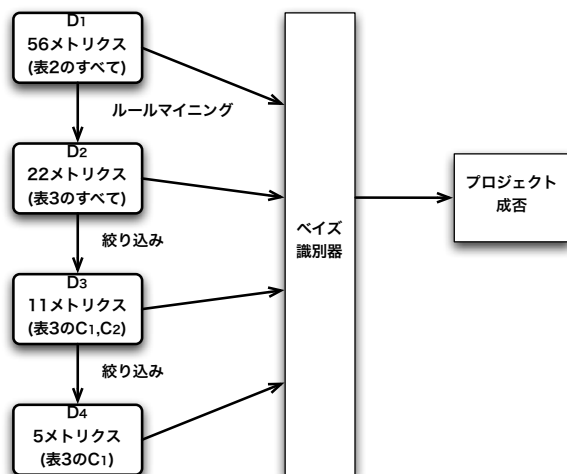 D1
56メトリクス
(表2のすべて)
ルールマイニング
D2
22メトリクス
(表3のすべて)
絞り込み
D3
11メトリクス
(表3のC1,C2)
絞り込み
D4
5メトリクス
(表3のC1)
ベイズ
識別器
プロジェクト
成否